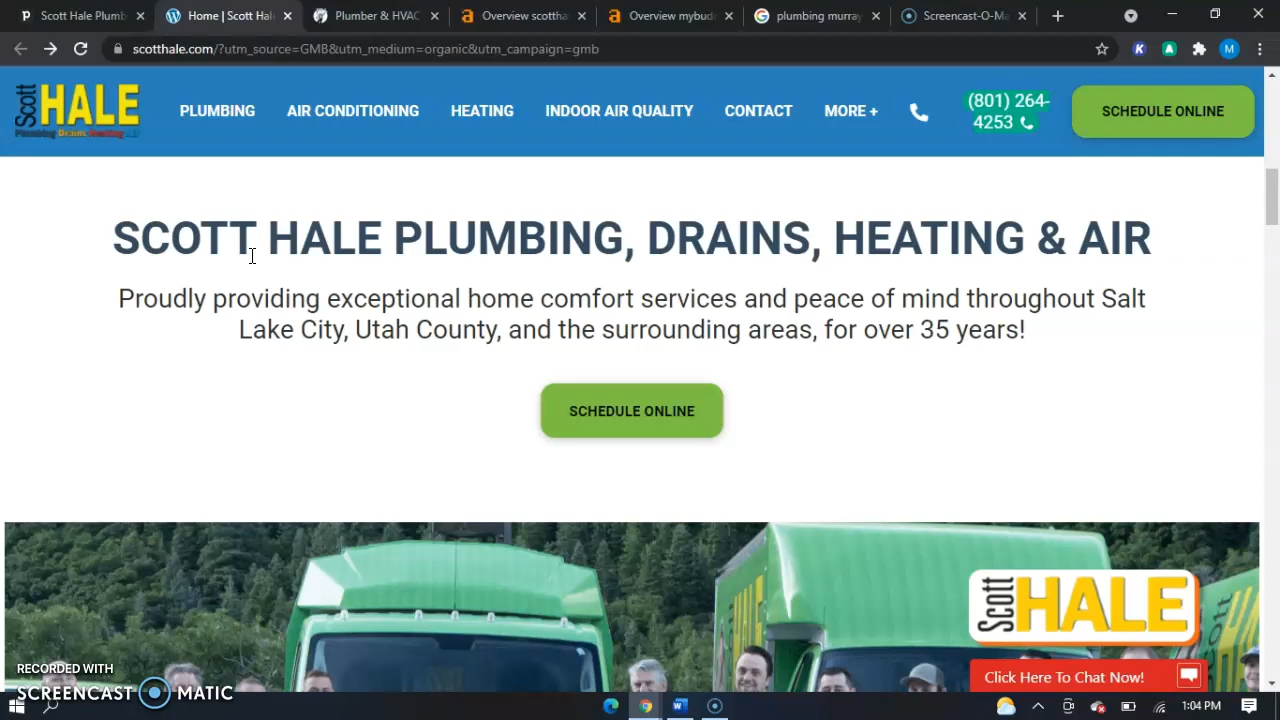 Scott Hale Plumb
Home | Scott Hal
Plumber & HVAC
Overview scottha
Overview mybud
plumbing murray
Screencast-O-Ma
scotthale.com/?utm_source=GMB&utm_medium=organic&utm_campaign=gmb
K
A
M
Scott HALE
Plumbing Drains Heating Air
PLUMBING
AIR CONDITIONING
HEATING
INDOOR AIR QUALITY
CONTACT
MORE +
(801) 264-
4253
SCHEDULE ONLINE
SCOTT HALE PLUMBING, DRAINS, HEATING & AIR
Proudly providing exceptional home comfort services and peace of mind throughout Salt
Lake City, Utah County, and the surrounding areas, for over 35 years!
SCHEDULE ONLINE
Scott HALE
Click Here To Chat Now!
RECORDED WITH
SCREENCAST MATIC
1:04 PM